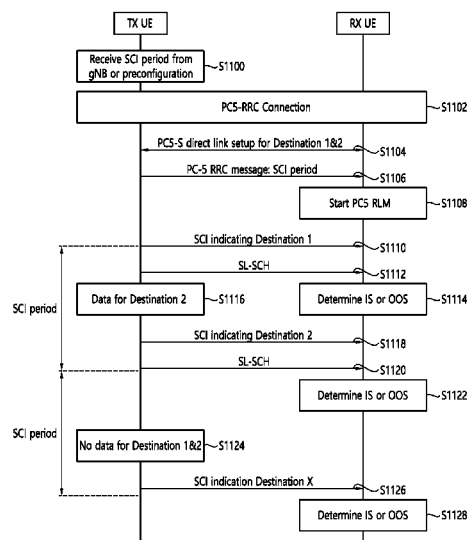 TX UE
RX UE
Receive SCI period from
gNB or preconfiguration
S1100
PC5-RRC Connection
S1102
PC5-S direct link setup for Destination 1&2
S1104
PC-5 RRC message: SCI period
S1106
Start PC5 RLM
S1108
SCI indicating Destination 1
S1110
SL-SCH
S1112
SCI period
Data for Destination 2
S1116
Determine IS or OOS
S1114
SCI indicating Destination 2
S1118
SL-SCH
S1120
Determine IS or OOS
S1122
SCI period
No data for Destination 1&2
S1124
SCI indication Destination X
S1126
Determine IS or OOS
S1128